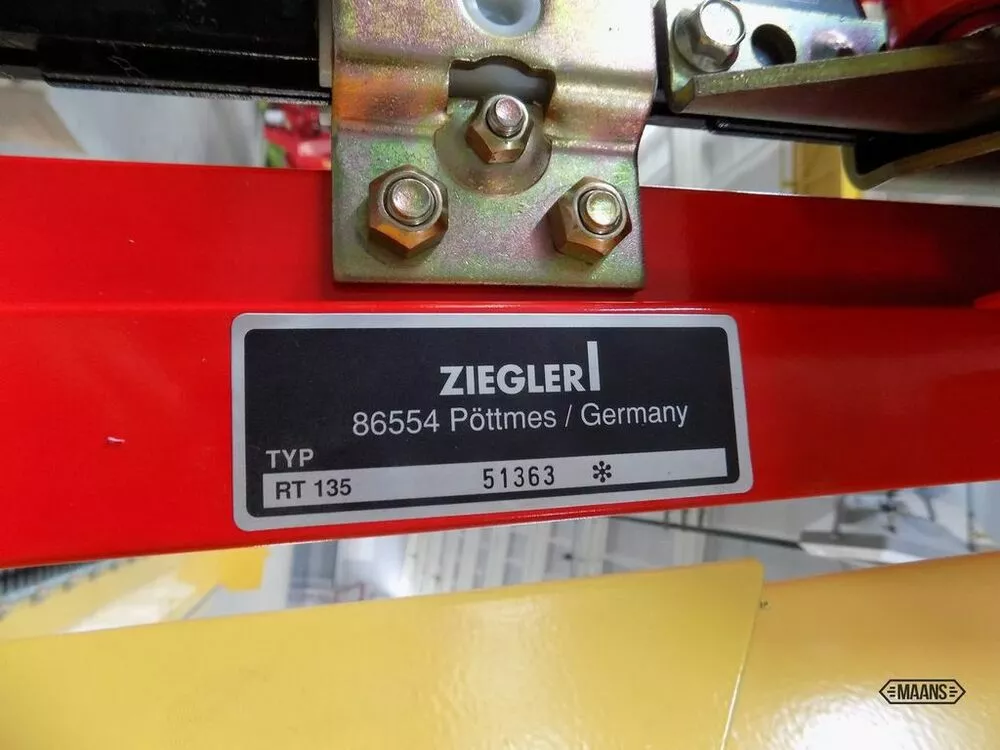 ZIEGLER
86554 Pöttmes / Germany
TYP
RT 135 51363 *
MAANS